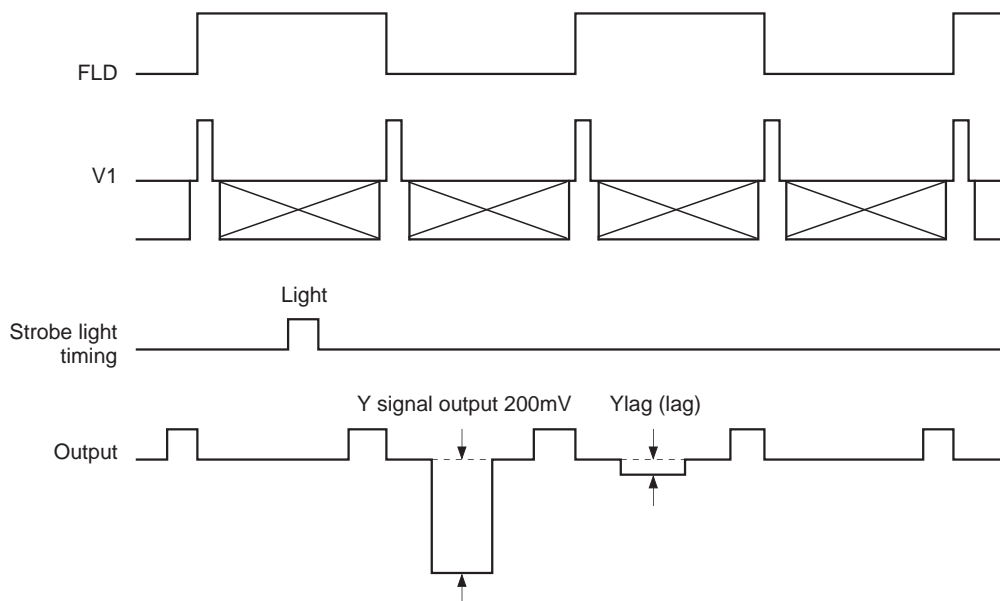 FLD
V1
Light
Strobe light
timing
Y signal output 200mV
Ylag (lag)
Output